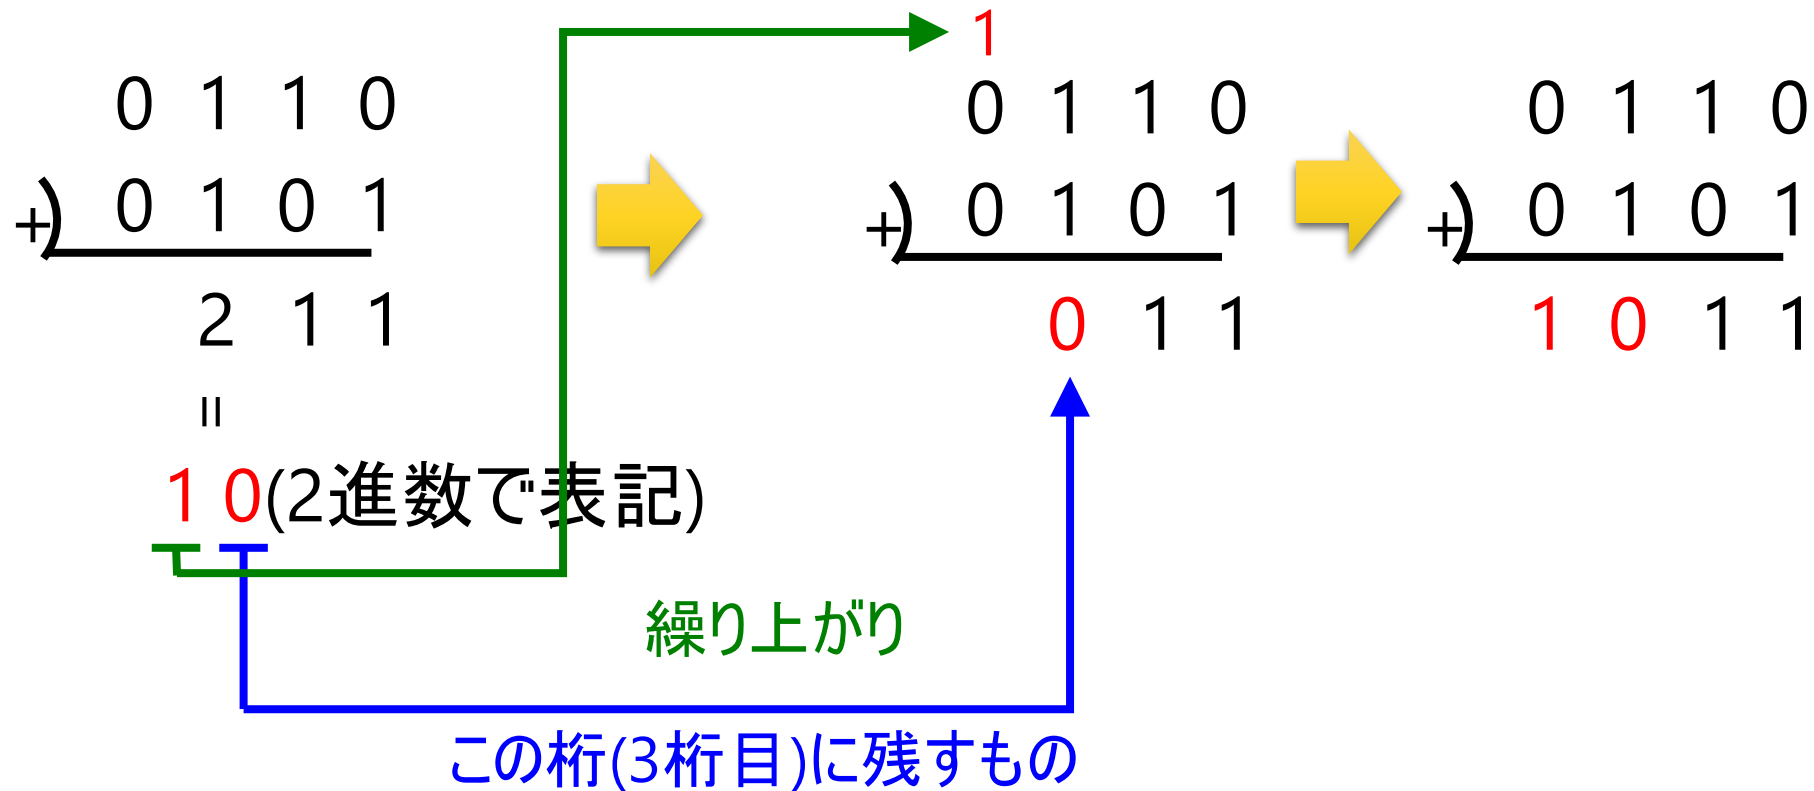 1
0 1 1 0
+) 0 1 0 1
2 1 1
=
1 0(2進数で表記)
0 1 1 0
+) 0 1 0 1
0 1 1
0 1 1 0
+) 0 1 0 1
1 0 1 1
繰り上がり
この桁(3桁目)に残すもの